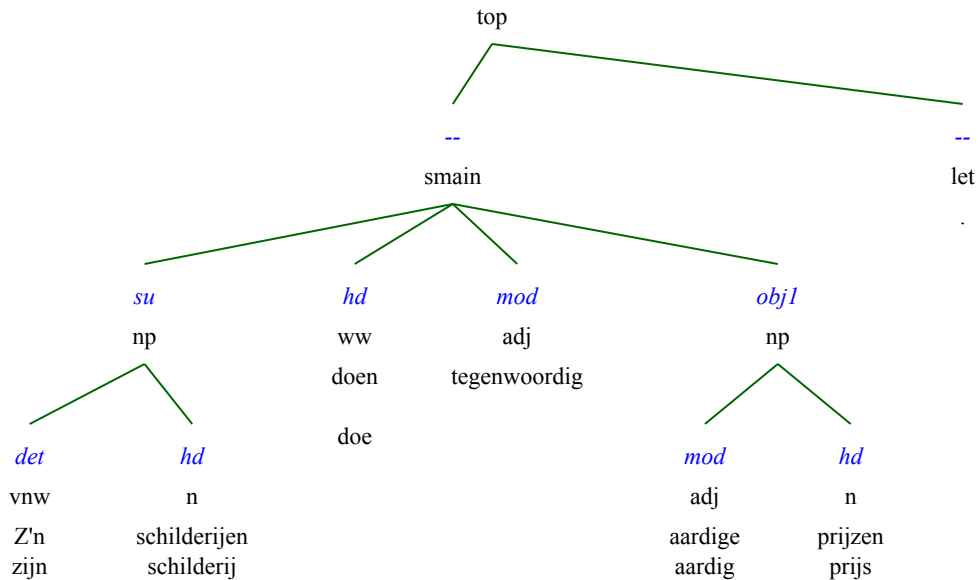 top
-- --
smain let
.
su hd mod obj1
np ww adj np
doen tegenwoordig
doe
det hd mod hd
vnw n adj n
Z'n schilderijen aardige prijzen
zijn schilderij aardig prijs